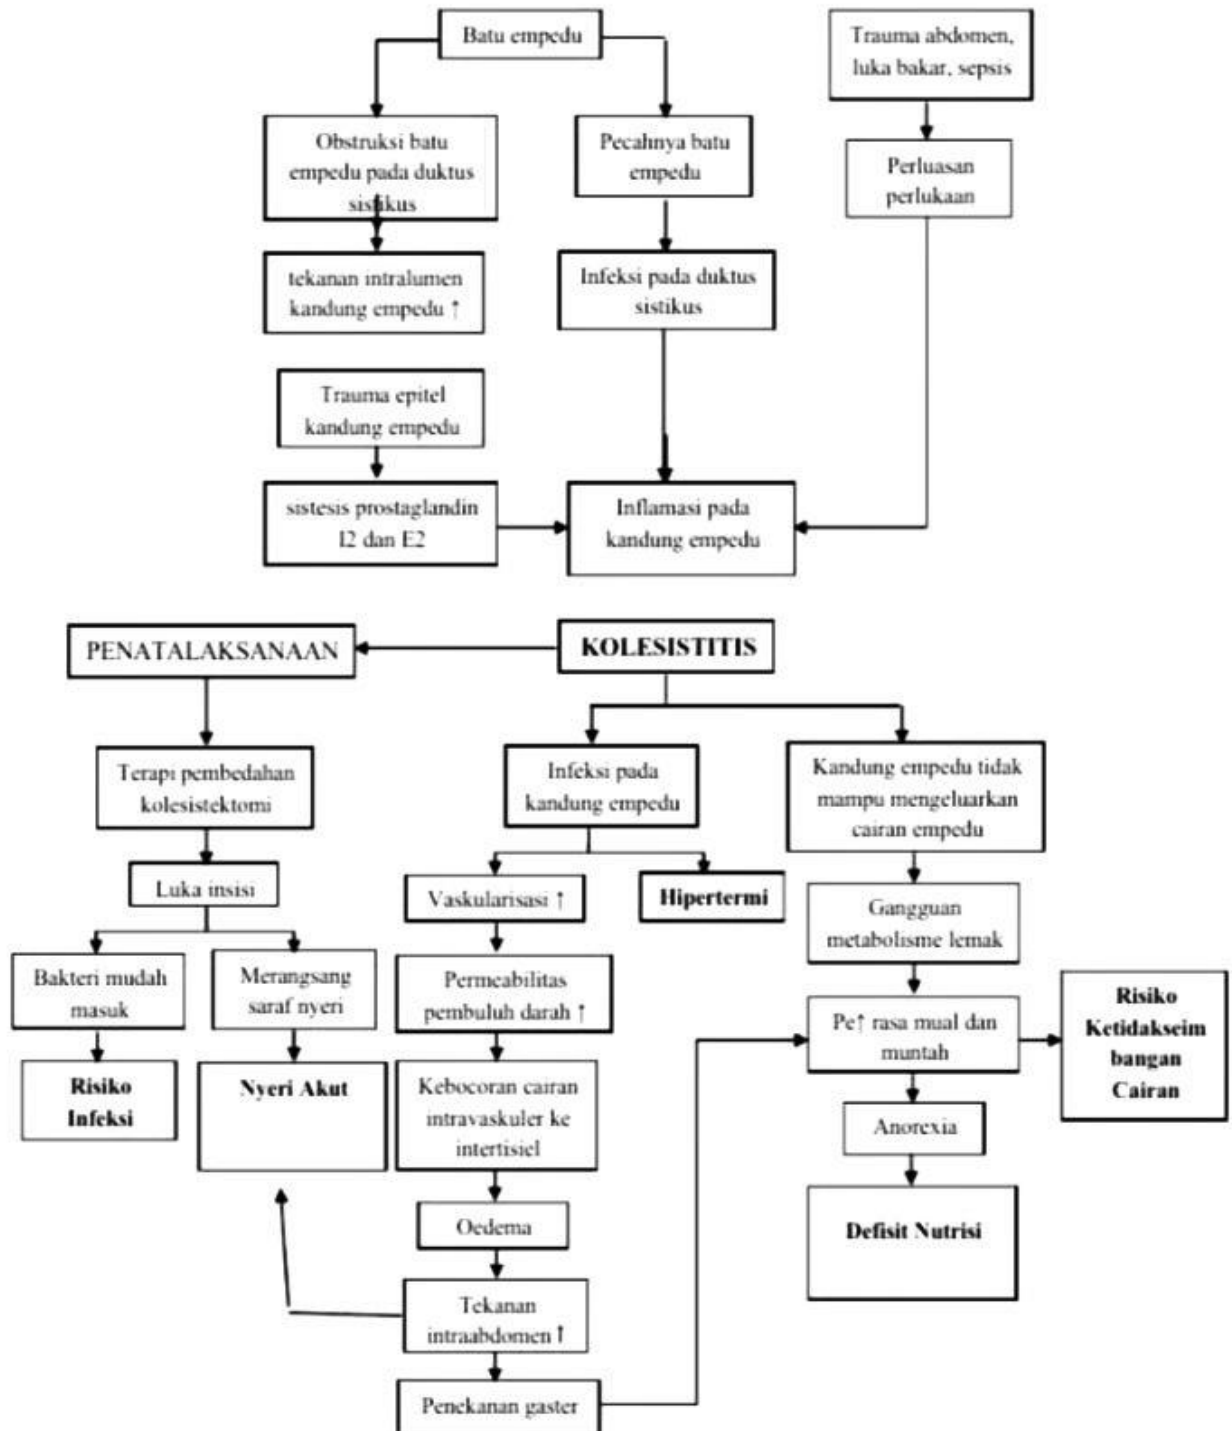 Batu empedu
Trauma abdomen,
luka bakar, sepsis
Obstruksi batu
empedu pada duktus
sistikus
Pecahnya batu
empedu
Perluasan
perlukaan
tekanan intralumen
kandung empedu ↑
Infeksi pada duktus
sistikus
Trauma epitel
kandung empedu
sistesis prostaglandin
I2 dan E2
Inflamasi pada
kandung empedu
PENATALAKSANAAN
KOLESISTITIS
Terapi pembedahan
kolesistektomi
Infeksi pada
kandung empedu
Kandung empedu tidak
mampu mengeluarkan
cairan empedu
Luka insisi
Vaskularisasi ↑
Hipertermi
Gangguan
metabolisme lemak
Bakteri mudah
masuk
Merangsang
saraf nyeri
Permeabilitas
pembuluh darah ↑
Pe↑ rasa mual dan
muntah
Risiko
Ketidakseim
bangan
Cairan
Risiko
Infeksi
Nyeri Akut
Kebocoran cairan
intravaskuler ke
intertisiel
Anorexia
Oedema
Defisit Nutrisi
Tekanan
intraabdomen ↑
Penekanan gaster